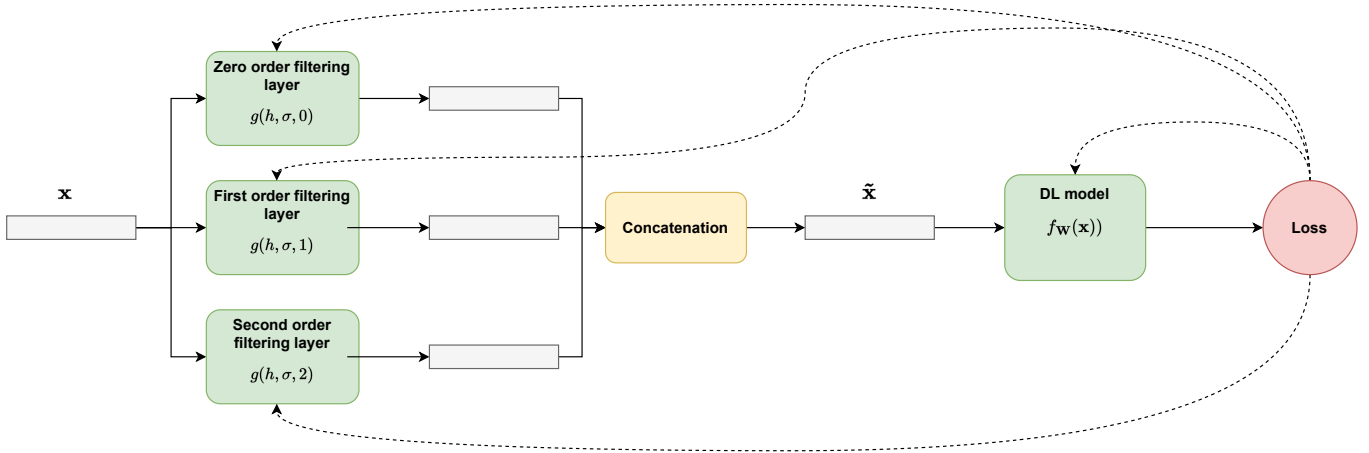 Zero order filtering
layer
g(h, σ, 0)
x
First order filtering
layer
g(h, σ, 1)
Concatenation
x̃
DL model
f_W(x))
Loss
Second order
filtering layer
g(h, σ, 2)